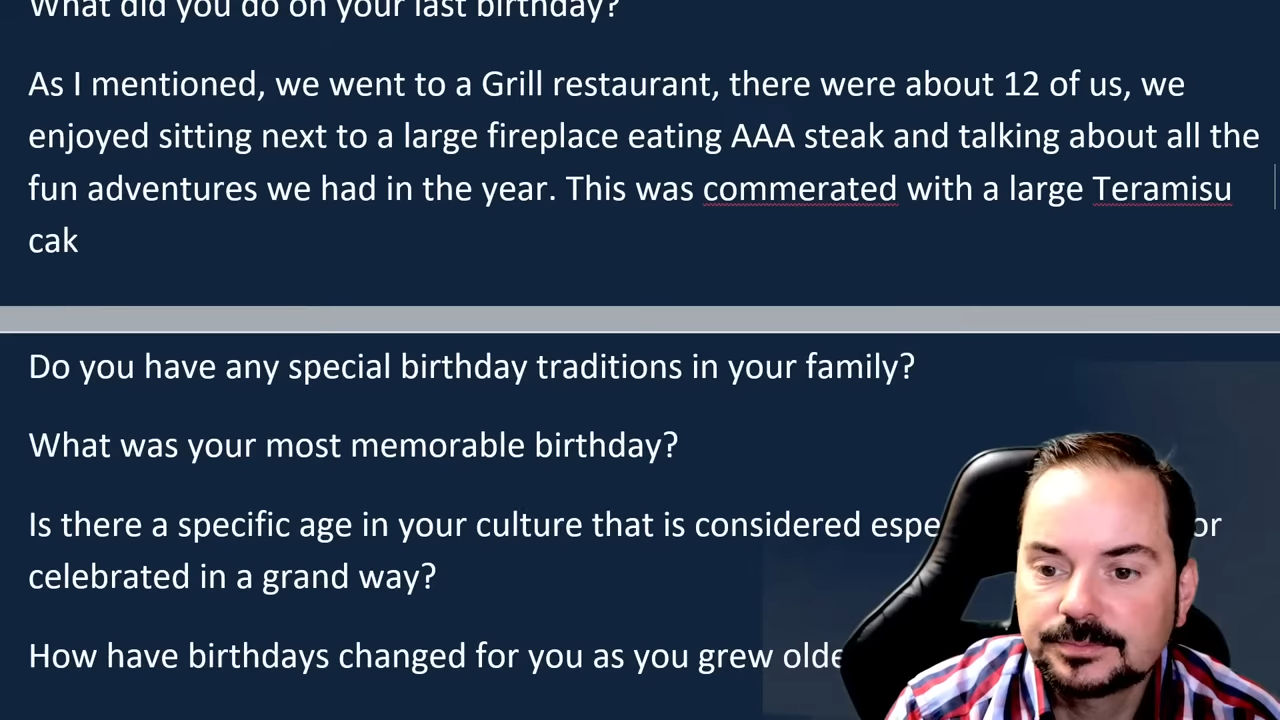 What did you do on your last birthday?
As I mentioned, we went to a Grill restaurant, there were about 12 of us, we
enjoyed sitting next to a large fireplace eating AAA steak and talking about all the
fun adventures we had in the year. This was commerated with a large Teramisu
cak
Do you have any special birthday traditions in your family?
What was your most memorable birthday?
Is there a specific age in your culture that is considered or
celebrated in a grand way?
How have birthdays changed for you as you grew